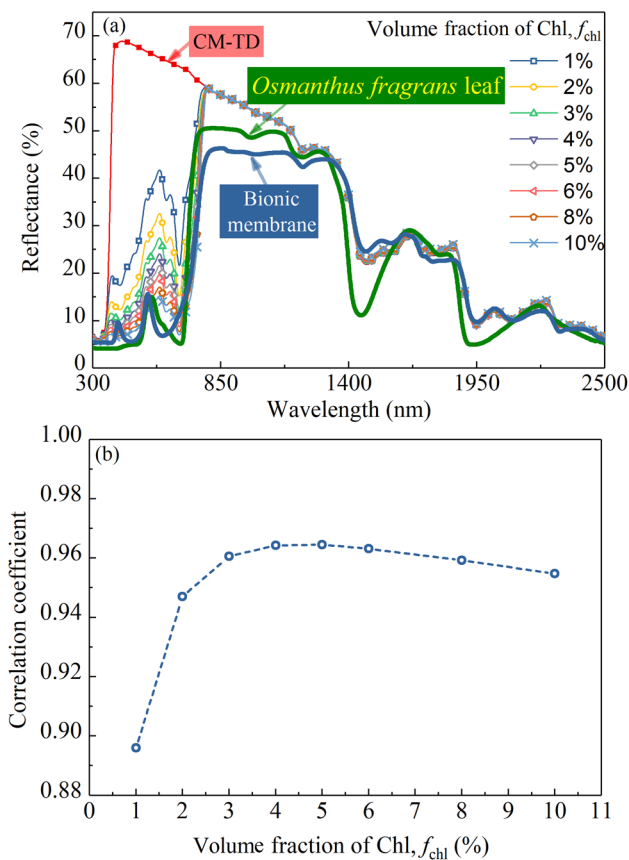 (a)
CM-TD
Volume fraction of Chl, fchl
Osmanthus fragrans leaf
Bionic
membrane
1%
2%
3%
4%
5%
6%
8%
10%
Reflectance (%)
75
70
60
50
40
30
20
10
0
300
850
1400
1950
2500
Wavelength (nm)
(b)
Correlation coefficient
1.00
0.98
0.96
0.94
0.92
0.90
0.88
0 1 2 3 4 5 6 7 8 9 10 11
Volume fraction of Chl, fchl (%)